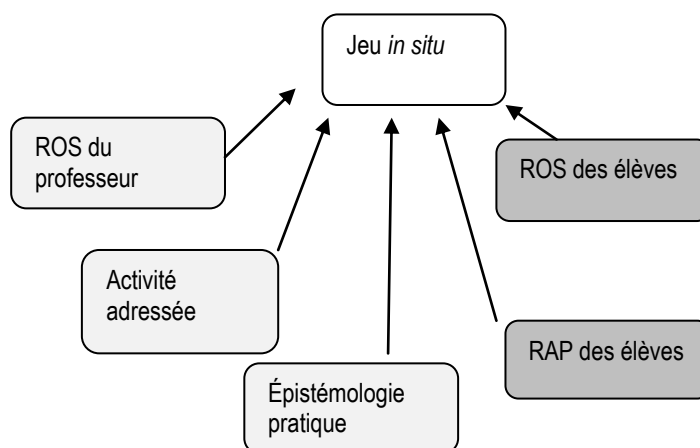 Jeu in situ
ROS du
professeur
ROS des élèves
Activité
adressée
RAP des élèves
Épistémologie
pratique